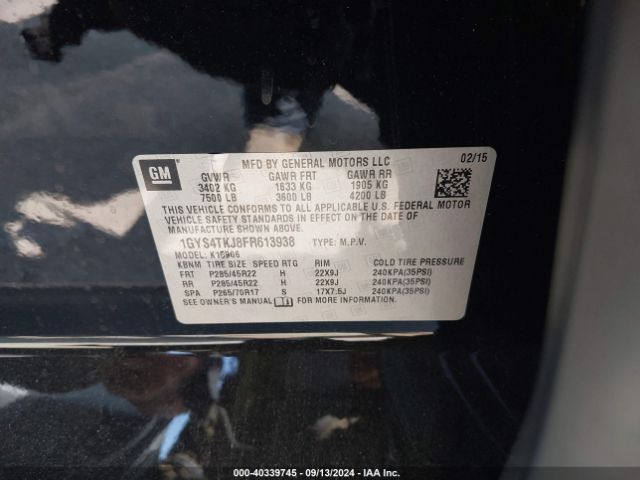 GM
MFD BY GENERAL MOTORS LLC 02/15
GVWR GAWR FRT GAWR RR
3402 KG 1633 KG 1905 KG
7500 LB 3600 LB 4200 LB
THIS VEHICLE CONFORMS TO ALL APPLICABLE U.S. FEDERAL MOTOR
VEHICLE SAFETY STANDARDS IN EFFECT ON THE DATE OF
MANUFACTURE SHOWN ABOVE.
1GYS4TKJ8FR613938 TYPE: M.P.V.
MODEL: K15906
KBNM TIRE SIZE SPEED RTG RIM COLD TIRE PRESSURE
FRT P285/45R22 H 22X9J 240KPA(35PSI)
RR P285/45R22 H 22X9J 240KPA(35PSI)
SPA P265/70R17 S 17X7.5J 240KPA(35PSI)
SEE OWNER'S MANUAL FOR MORE INFORMATION.
000-40339745 - 09/13/2024 - IAA Inc.